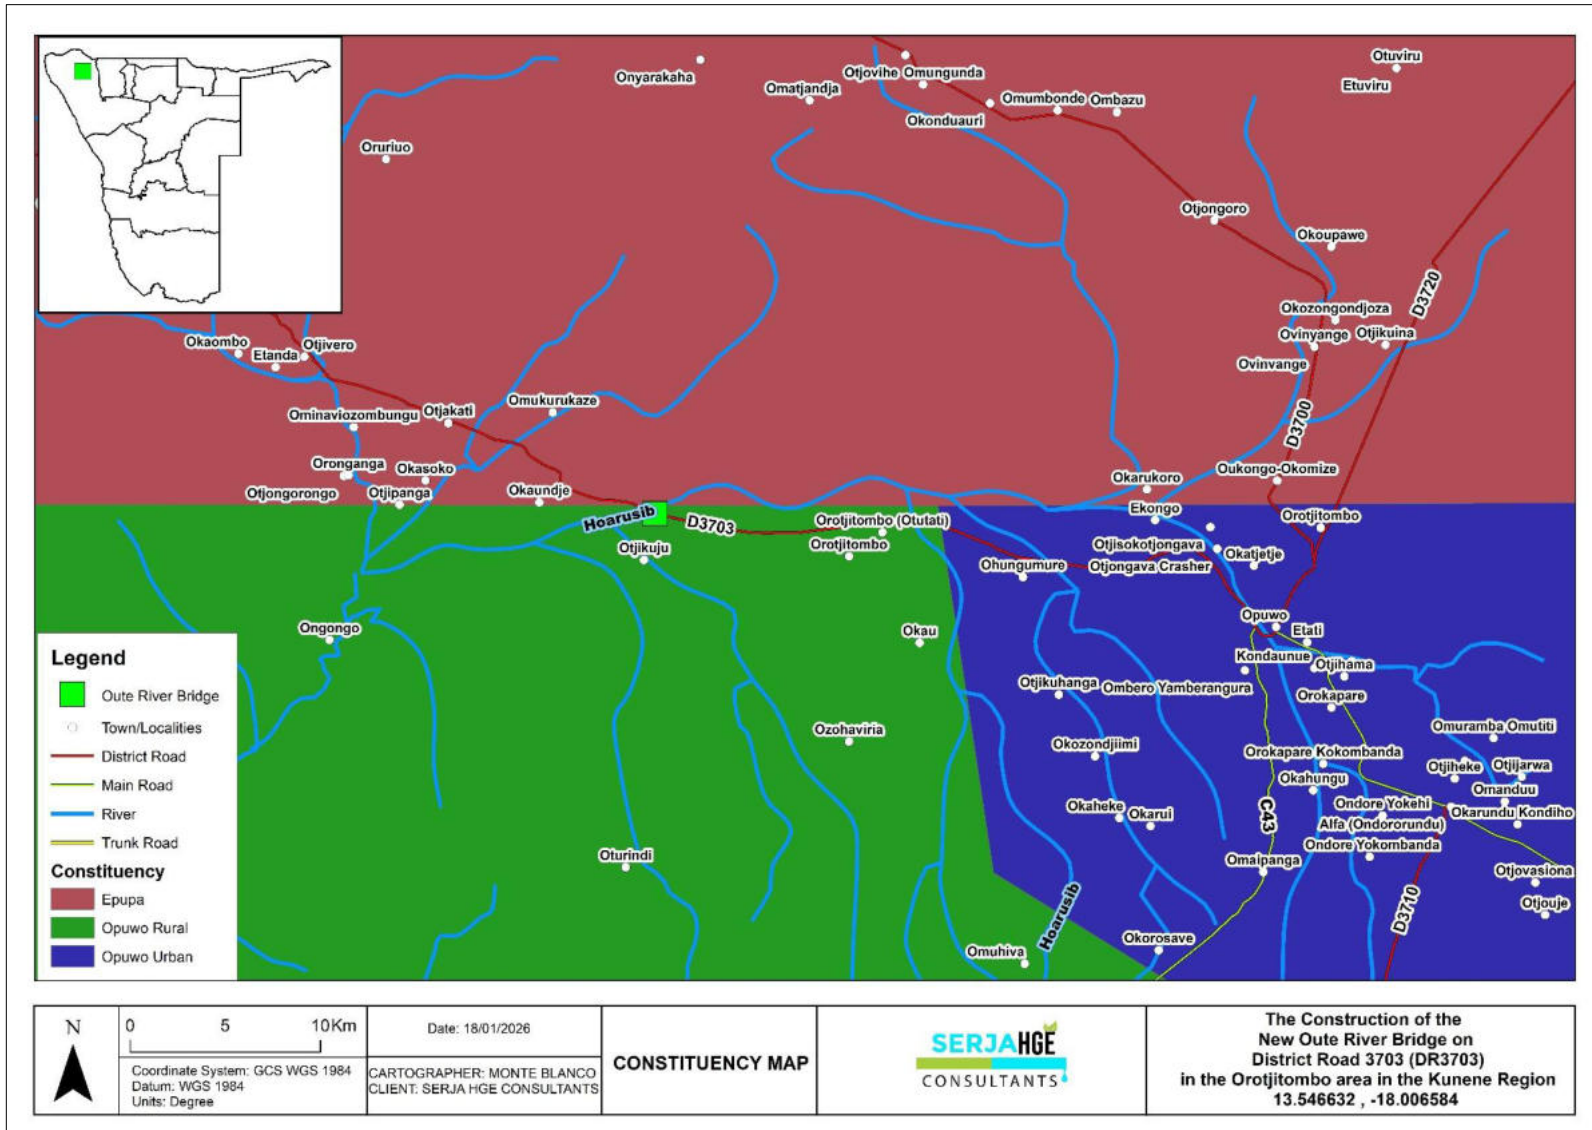 Onyarakaha
Omatjandja
Otjovihe
Omungunda
Okonduauri
Omumbonde
Ombazu
Otuviru
Etuviru
Oruriuo
Otjongoro
Okoupawe
D3720
Okozongondjoza
Ovinyange
Otjikuina
Ovinvange
D3700
Okaombo
Etanda
Otjivero
Ominaviozombungu
Otjakati
Omukurukaze
Oronganga
Okasoko
Otjongorongo
Otjipanga
Okaundje
Okarukoro
Oukongo-Okomize
Hoarusib
D3703
Orotjitombo (Otutati)
Ekongo
Orotjitombo
Otjikuju
Orotjitombo
Otjisokotjongava
Okatjetje
Ohungumure
Otjongava Crasher
Ongongo
Okau
Opuwo
Etati
Kondaunue
Otjihama
Otjikuhanga
Ombero Yamberangura
Orokapare
Ozohaviria
Omuramba Omutiti
Okozondjiimi
Orokapare Kokombanda
Otjiheke
Otjijarwa
Okahungu
Omanduu
Okaheke
Okarui
C43
Ondore Yokehi
Okarundu Kondiho
Alfa (Ondororundu)
Ondore Yokombanda
Oturindi
Omaipanga
Otjovasiona
D3710
Otjouje
Hoarusib
Omuhiva
Okorosave
Legend
Oute River Bridge
Town/Localities
District Road
Main Road
River
Trunk Road
Constituency
Epupa
Opuwo Rural
Opuwo Urban
N
0 5 10Km
Coordinate System: GCS WGS 1984
Datum: WGS 1984
Units: Degree
Date: 18/01/2026
CARTOGRAPHER: MONTE BLANCO
CLIENT: SERJA HGE CONSULTANTS
CONSTITUENCY MAP
SERJAHGE
CONSULTANTS
The Construction of the
New Oute River Bridge on
District Road 3703 (DR3703)
in the Orotjitombo area in the Kunene Region
13.546632 , -18.006584